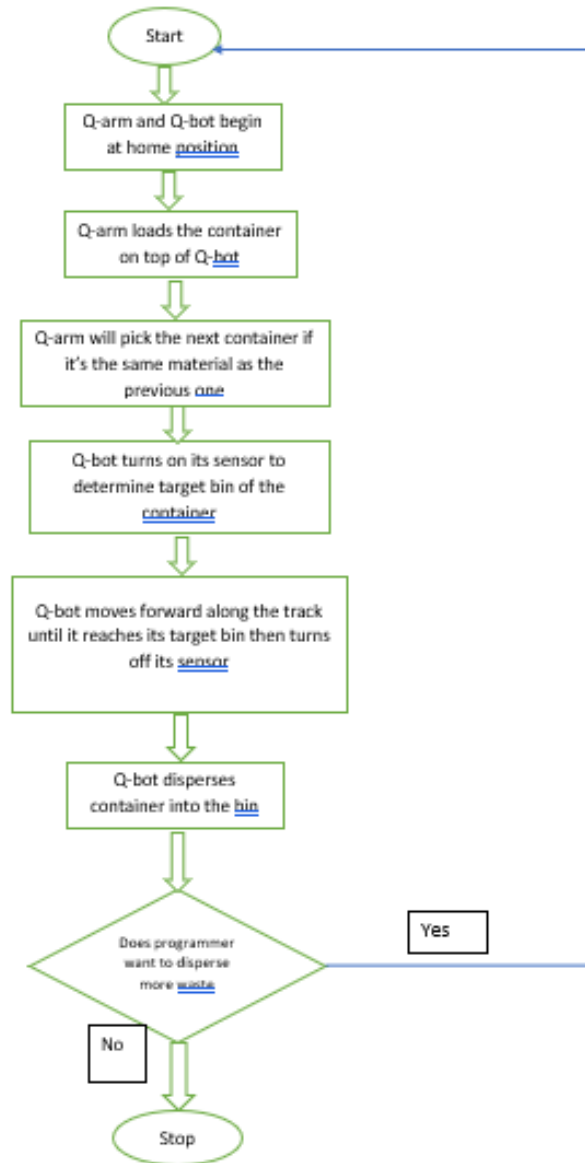 Start
Q-arm and Q-bot begin
at home position
Q-arm loads the container
on top of Q-bot
Q-arm will pick the next container if
it's the same material as the
previous one
Q-bot turns on its sensor to
determine target bin of the
container
Q-bot moves forward along the track
until it reaches its target bin then turns
off its sensor
Q-bot disperses
container into the bin
Does programmer
want to disperse
more waste
Yes
No
Stop